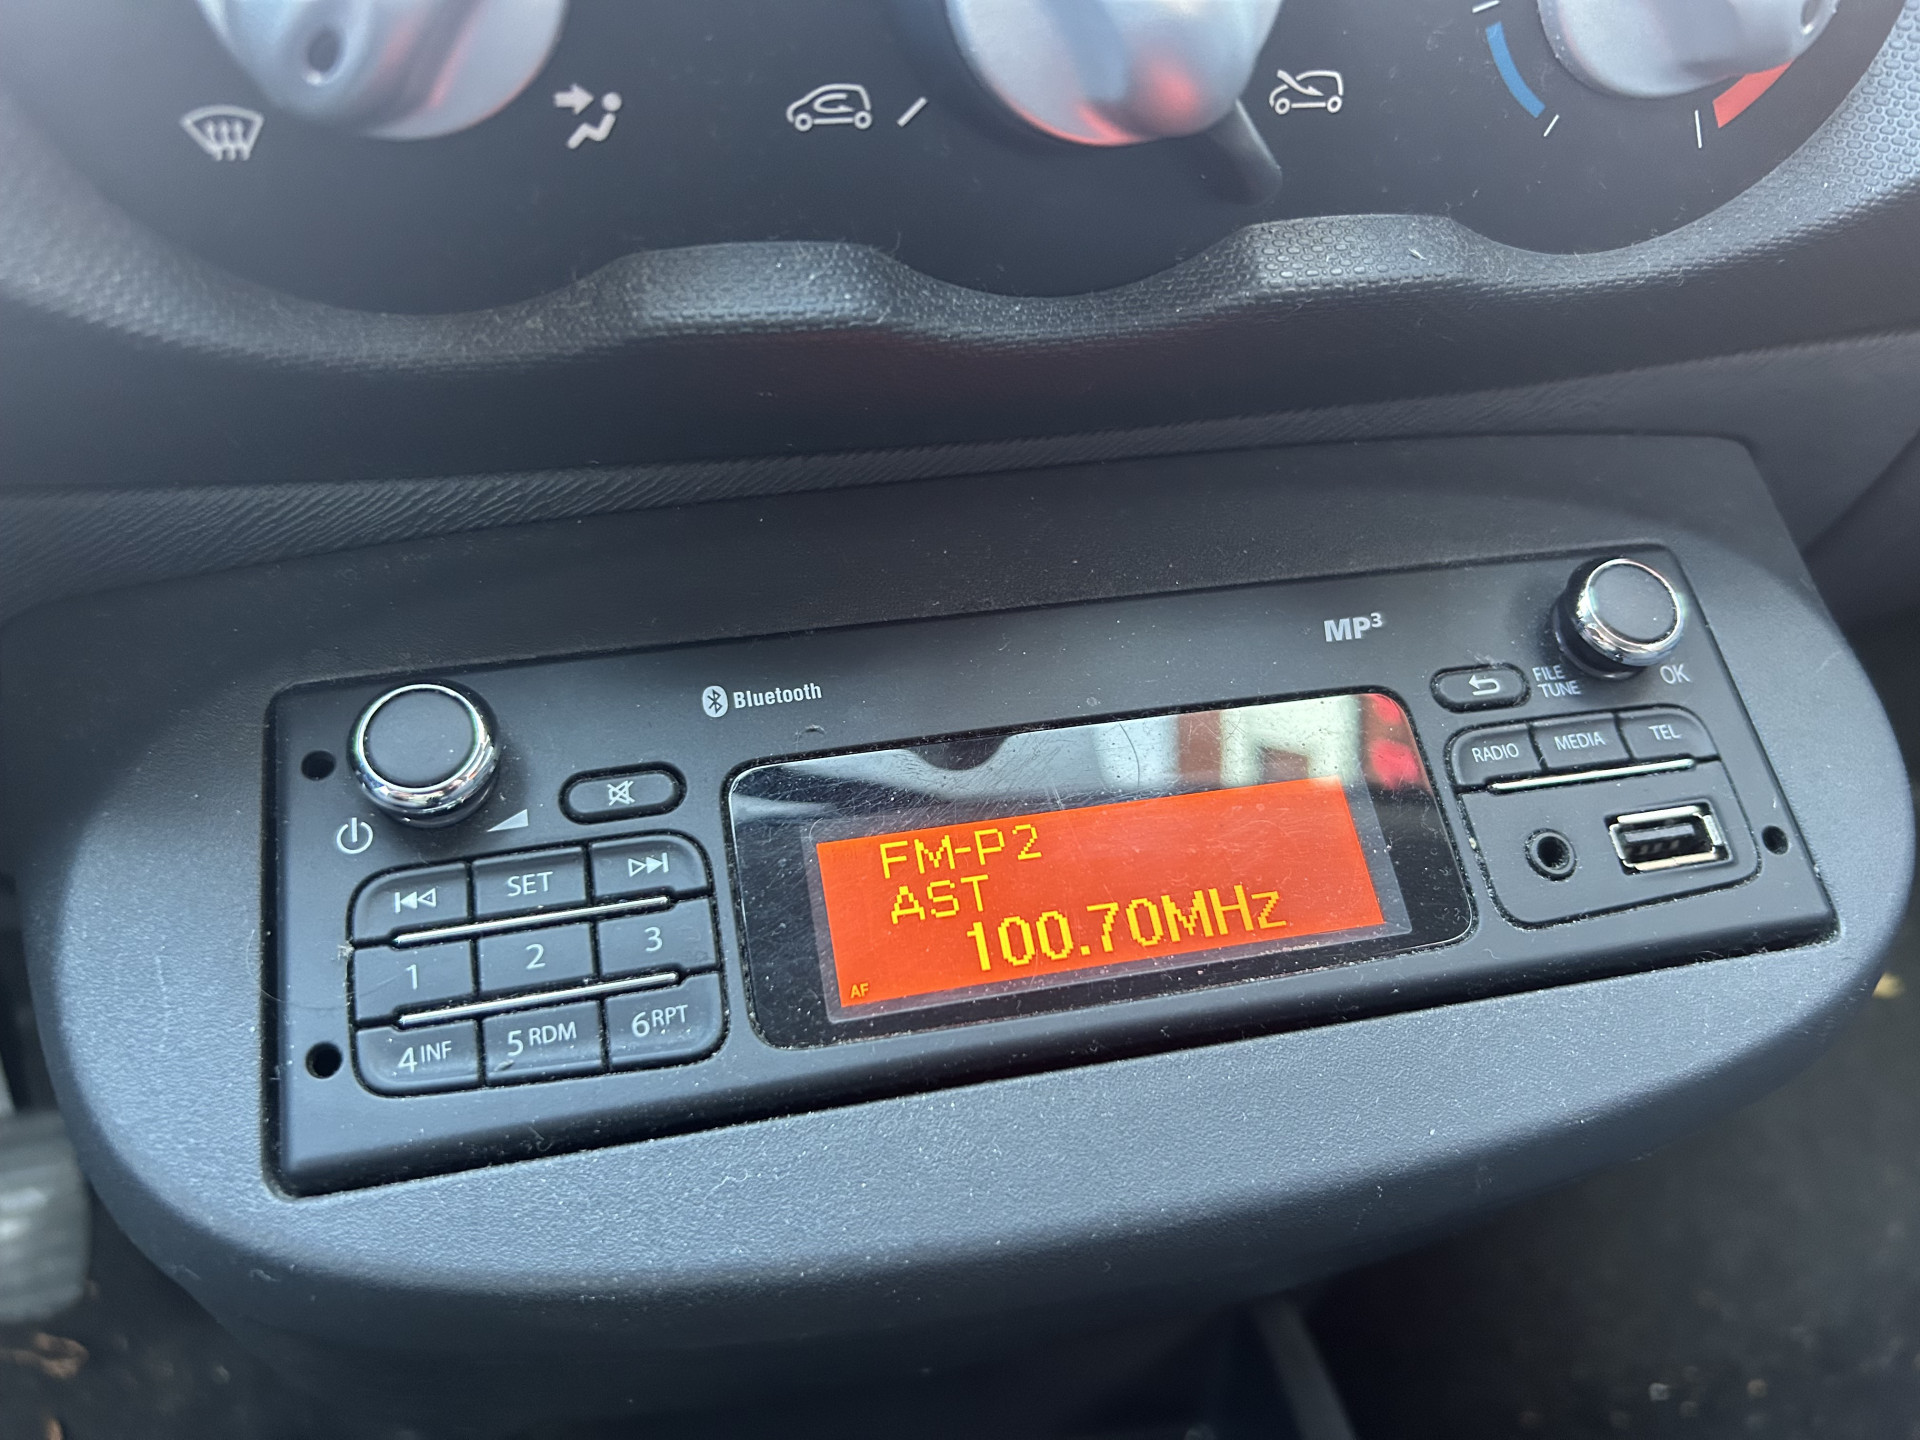 Bluetooth
MP3
FILE
TUNE
OK
RADIO
MEDIA
TEL
SET
1
2
3
4 INF
5 RDM
6 RPT
FM-P2
AST
100.70MHz
AF